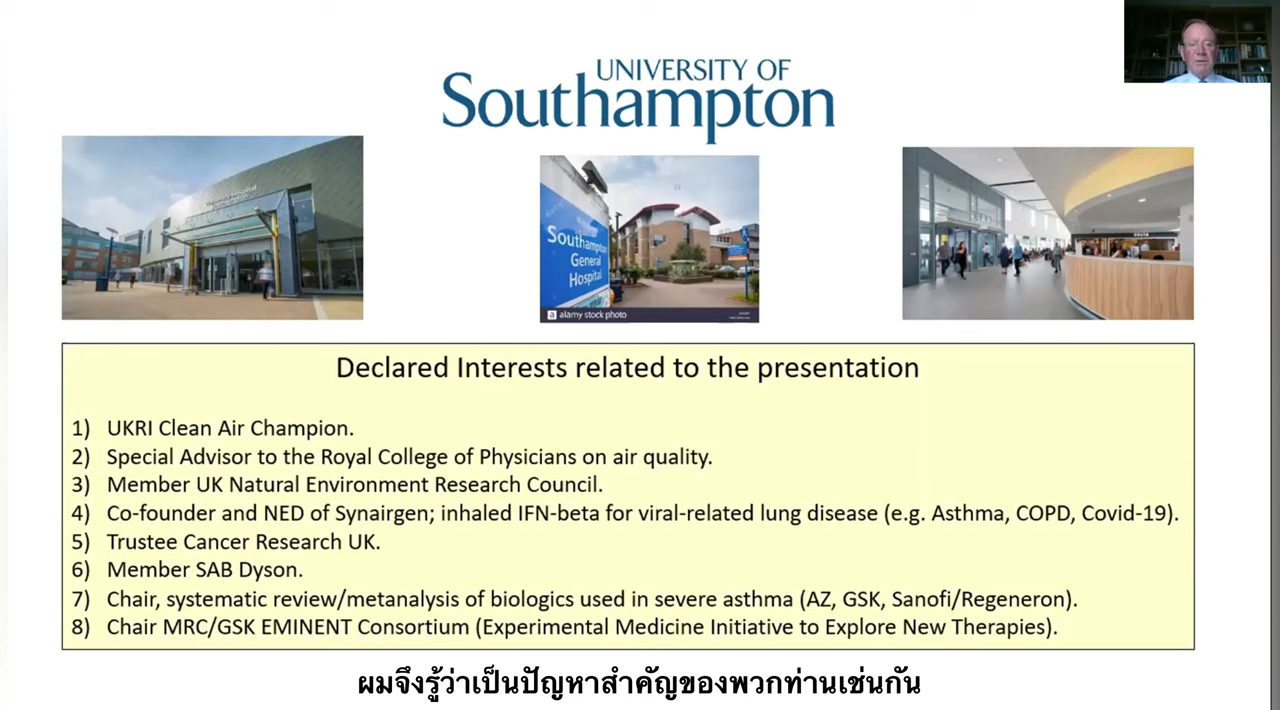 UNIVERSITY OF
Southampton
Southampton
General
Hospital
a alamy stock photo
COSTA
Declared Interests related to the presentation
1) UKRI Clean Air Champion.
2) Special Advisor to the Royal College of Physicians on air quality.
3) Member UK Natural Environment Research Council.
4) Co-founder and NED of Synairgen; inhaled IFN-beta for viral-related lung disease (e.g. Asthma, COPD, Covid-19).
5) Trustee Cancer Research UK.
6) Member SAB Dyson.
7) Chair, systematic review/metanalysis of biologics used in severe asthma (AZ, GSK, Sanofi/Regeneron).
8) Chair MRC/GSK EMINENT Consortium (Experimental Medicine Initiative to Explore New Therapies).
ผมจึงรู้ว่าเป็นปัญหาสำคัญของพวกท่านเช่นกัน